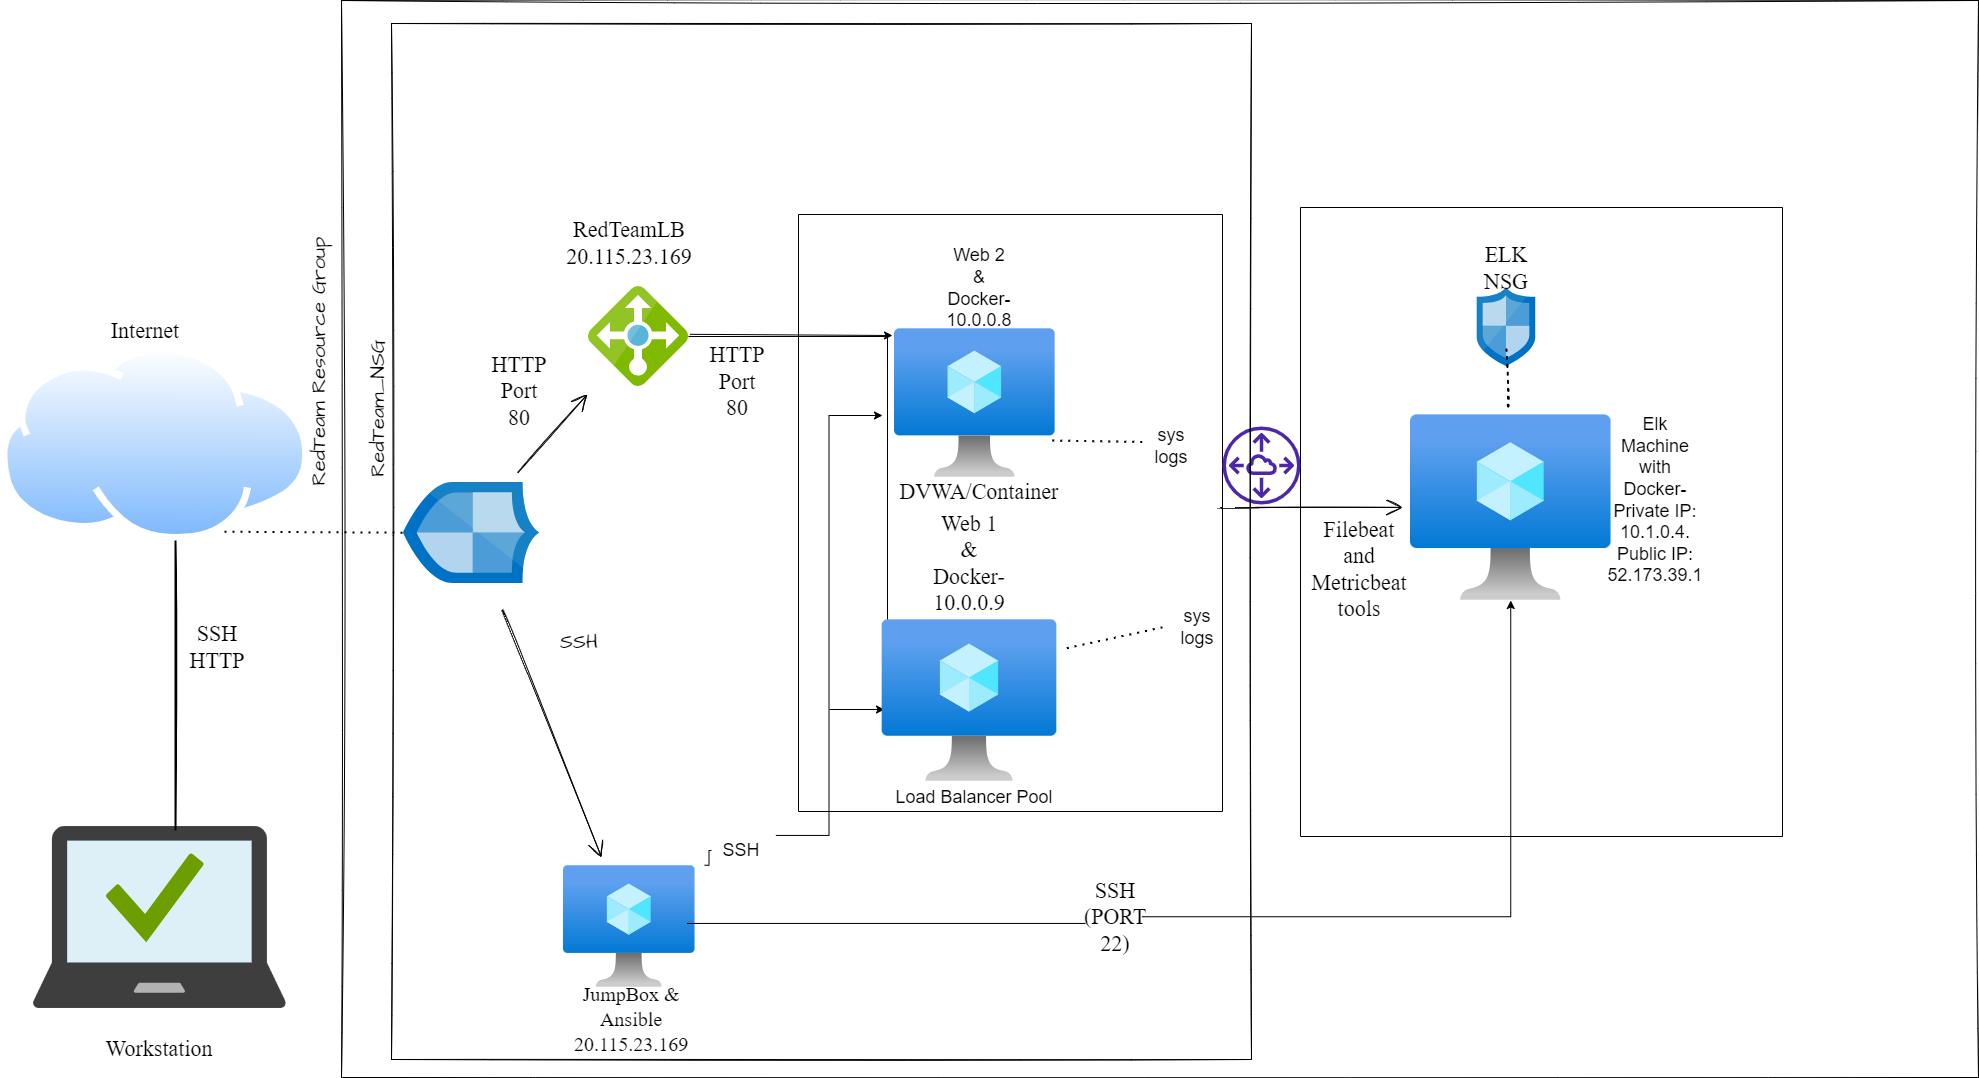 Internet
SSH
HTTP
Workstation
RedTeam Resource Group
RedTeam_NSG
RedTeamLB
20.115.23.169
HTTP
Port
80
HTTP
Port
80
SSH
JumpBox &
Ansible
20.115.23.169
SSH
Web 2
&
Docker-
10.0.0.8
DVWA/Container
Web 1
&
Docker-
10.0.0.9
Load Balancer Pool
sys
logs
sys
logs
SSH
(PORT
22)
Filebeat
and
Metricbeat
tools
ELK
NSG
Elk
Machine
with
Docker-
Private IP:
10.1.0.4.
Public IP:
52.173.39.1